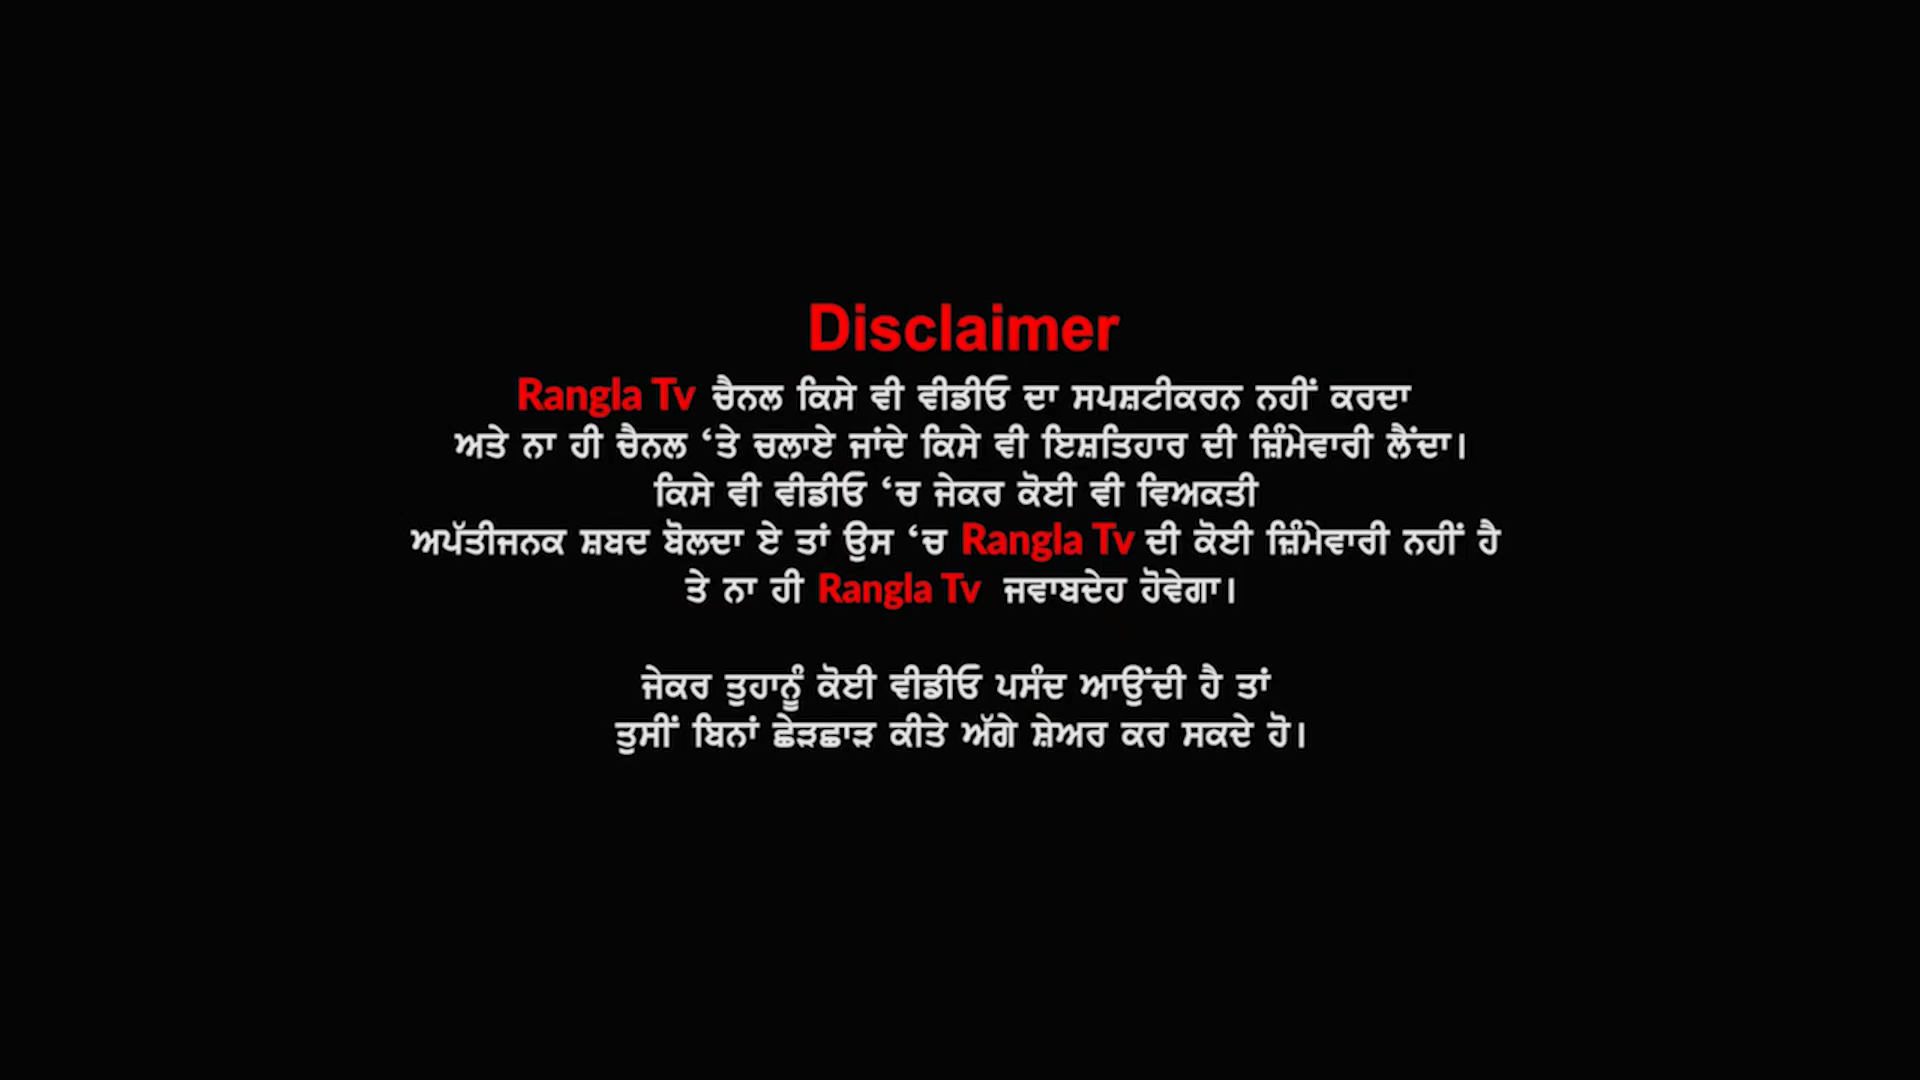 Disclaimer
Rangla Tv ਚੈਨਲ ਕਿਸੇ ਵੀ ਵੀਡੀਓ ਦਾ ਸਪਸ਼ਟੀਕਰਨ ਨਹੀਂ ਕਰਦਾ
ਅਤੇ ਨਾ ਹੀ ਚੈਨਲ ‘ਤੇ ਚਲਾਏ ਜਾਂਦੇ ਕਿਸੇ ਵੀ ਇਸ਼ਤਿਹਾਰ ਦੀ ਜ਼ਿੰਮੇਵਾਰੀ ਲੈਂਦਾ।
ਕਿਸੇ ਵੀ ਵੀਡੀਓ ‘ਚ ਜੇਕਰ ਕੋਈ ਵੀ ਵਿਅਕਤੀ
ਅਪੱਤੀਜਨਕ ਸ਼ਬਦ ਬੋਲਦਾ ਏ ਤਾਂ ਉਸ ‘ਚ Rangla Tv ਦੀ ਕੋਈ ਜ਼ਿੰਮੇਵਾਰੀ ਨਹੀਂ ਹੈ
ਤੇ ਨਾ ਹੀ Rangla Tv ਜਵਾਬਦੇਹ ਹੋਵੇਗਾ।
ਜੇਕਰ ਤੁਹਾਨੂੰ ਕੋਈ ਵੀਡੀਓ ਪਸੰਦ ਆਉਂਦੀ ਹੈ ਤਾਂ
ਤੁਸੀਂ ਬਿਨਾਂ ਛੇੜਛਾੜ ਕੀਤੇ ਅੱਗੇ ਸ਼ੇਅਰ ਕਰ ਸਕਦੇ ਹੋ।